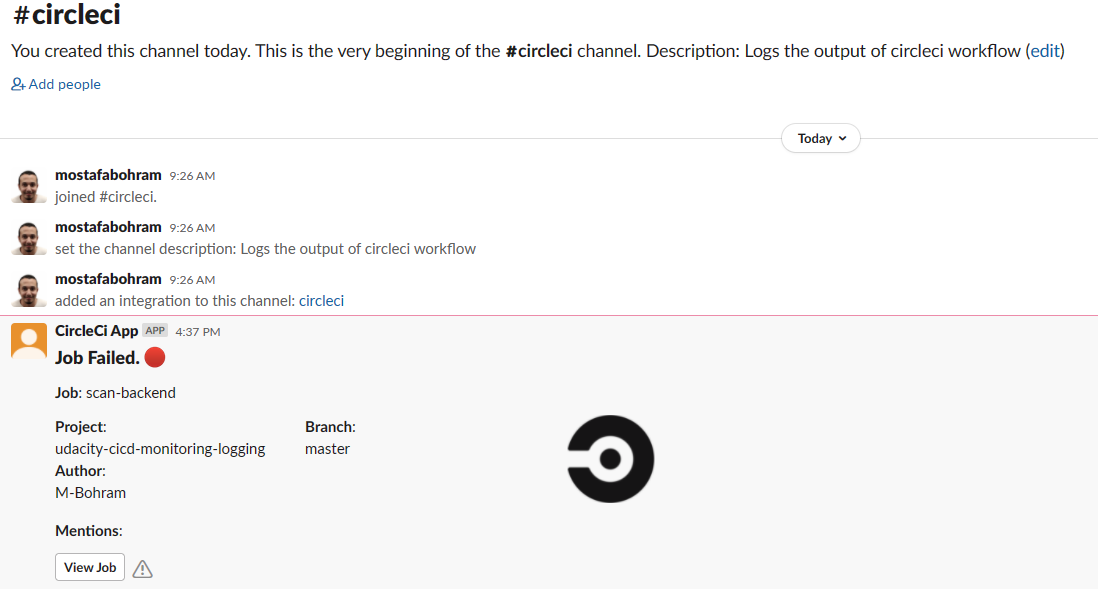 #circleci
You created this channel today. This is the very beginning of the #circleci channel. Description: Logs the output of circleci workflow (edit)
Add people
Today
mostafabohram 9:26 AM
joined #circleci.
mostafabohram 9:26 AM
set the channel description: Logs the output of circleci workflow
mostafabohram 9:26 AM
added an integration to this channel: circleci
CircleCi App APP 4:37 PM
Job Failed.
Job: scan-backend
Project: Branch:
udacity-cicd-monitoring-logging master
Author:
M-Bohram
Mentions:
View Job